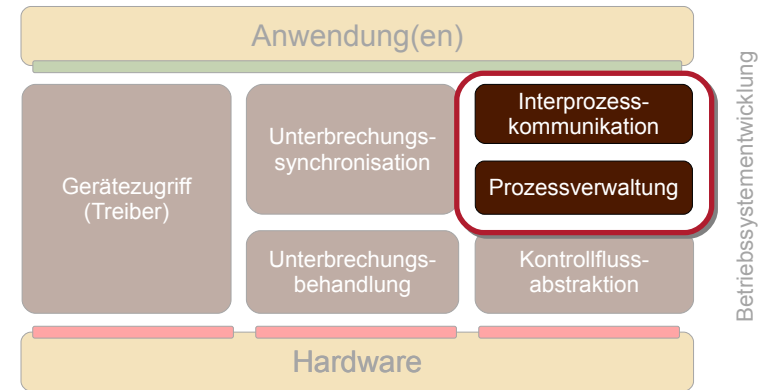 Anwendung(en)
Gerätezugriff
(Treiber)
Unterbrechungs-
synchronisation
Interprozess-
kommunikation
Prozessverwaltung
Unterbrechungs-
behandlung
Kontrollfluss-
abstraktion
Hardware
Betriebssystementwicklung